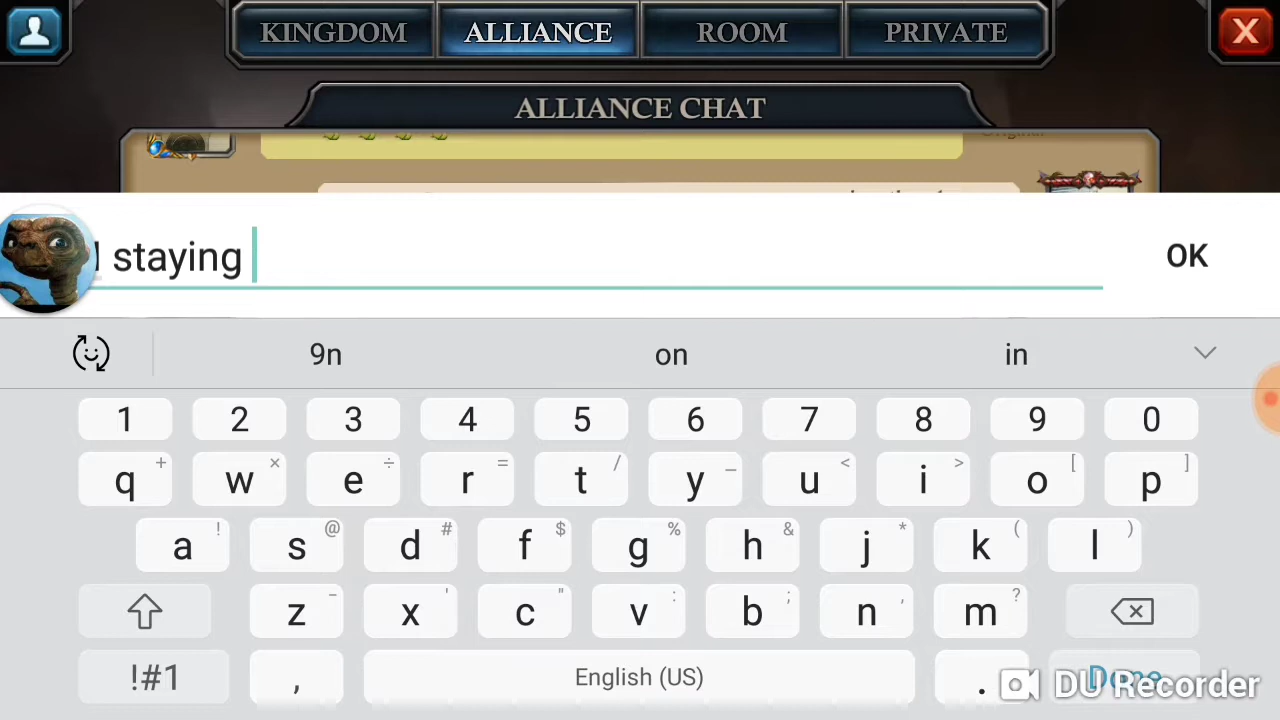 KINGDOM ALLIANCE ROOM PRIVATE X
ALLIANCE CHAT
I staying
OK
9n on in
1 2 3 4 5 6 7 8 9 0
q + w × e ÷ r = t / y _ u < i > o [ p ]
a ! s @ d # f $ g % h & j * k ( l )
z - x ' c " v : b ; n , m ?
!#1 , English (US) . Done
DU Recorder